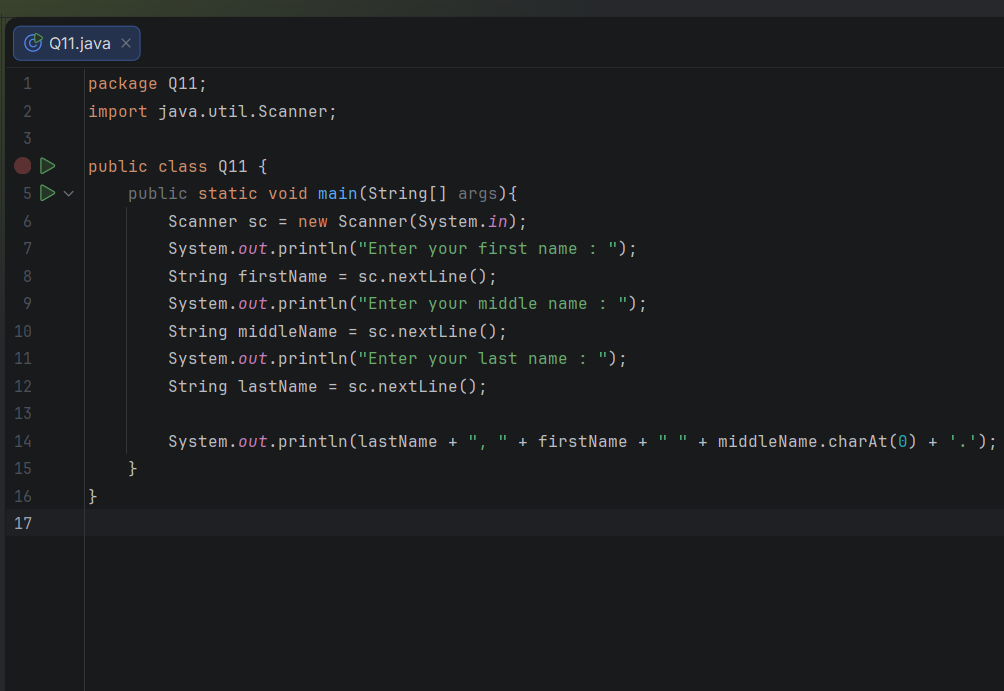 Q11.java
1 package Q11;
2 import java.util.Scanner;
3
public class Q11 {
5     public static void main(String[] args){
6         Scanner sc = new Scanner(System.in);
7         System.out.println("Enter your first name : ");
8         String firstName = sc.nextLine();
9         System.out.println("Enter your middle name : ");
10         String middleName = sc.nextLine();
11         System.out.println("Enter your last name : ");
12         String lastName = sc.nextLine();
13
14         System.out.println(lastName + ", " + firstName + " " + middleName.charAt(0) + '.');
15     }
16 }
17